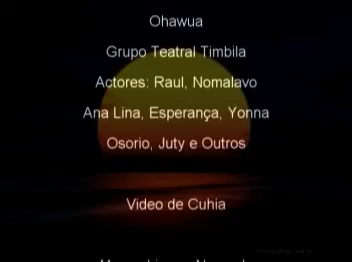 Ohawua
Grupo Teatral Timbila
Actores: Raul, Nomalavo
Ana Lina, Esperança, Yonna
Osorio, Juty e Outros
Video de Cuhia